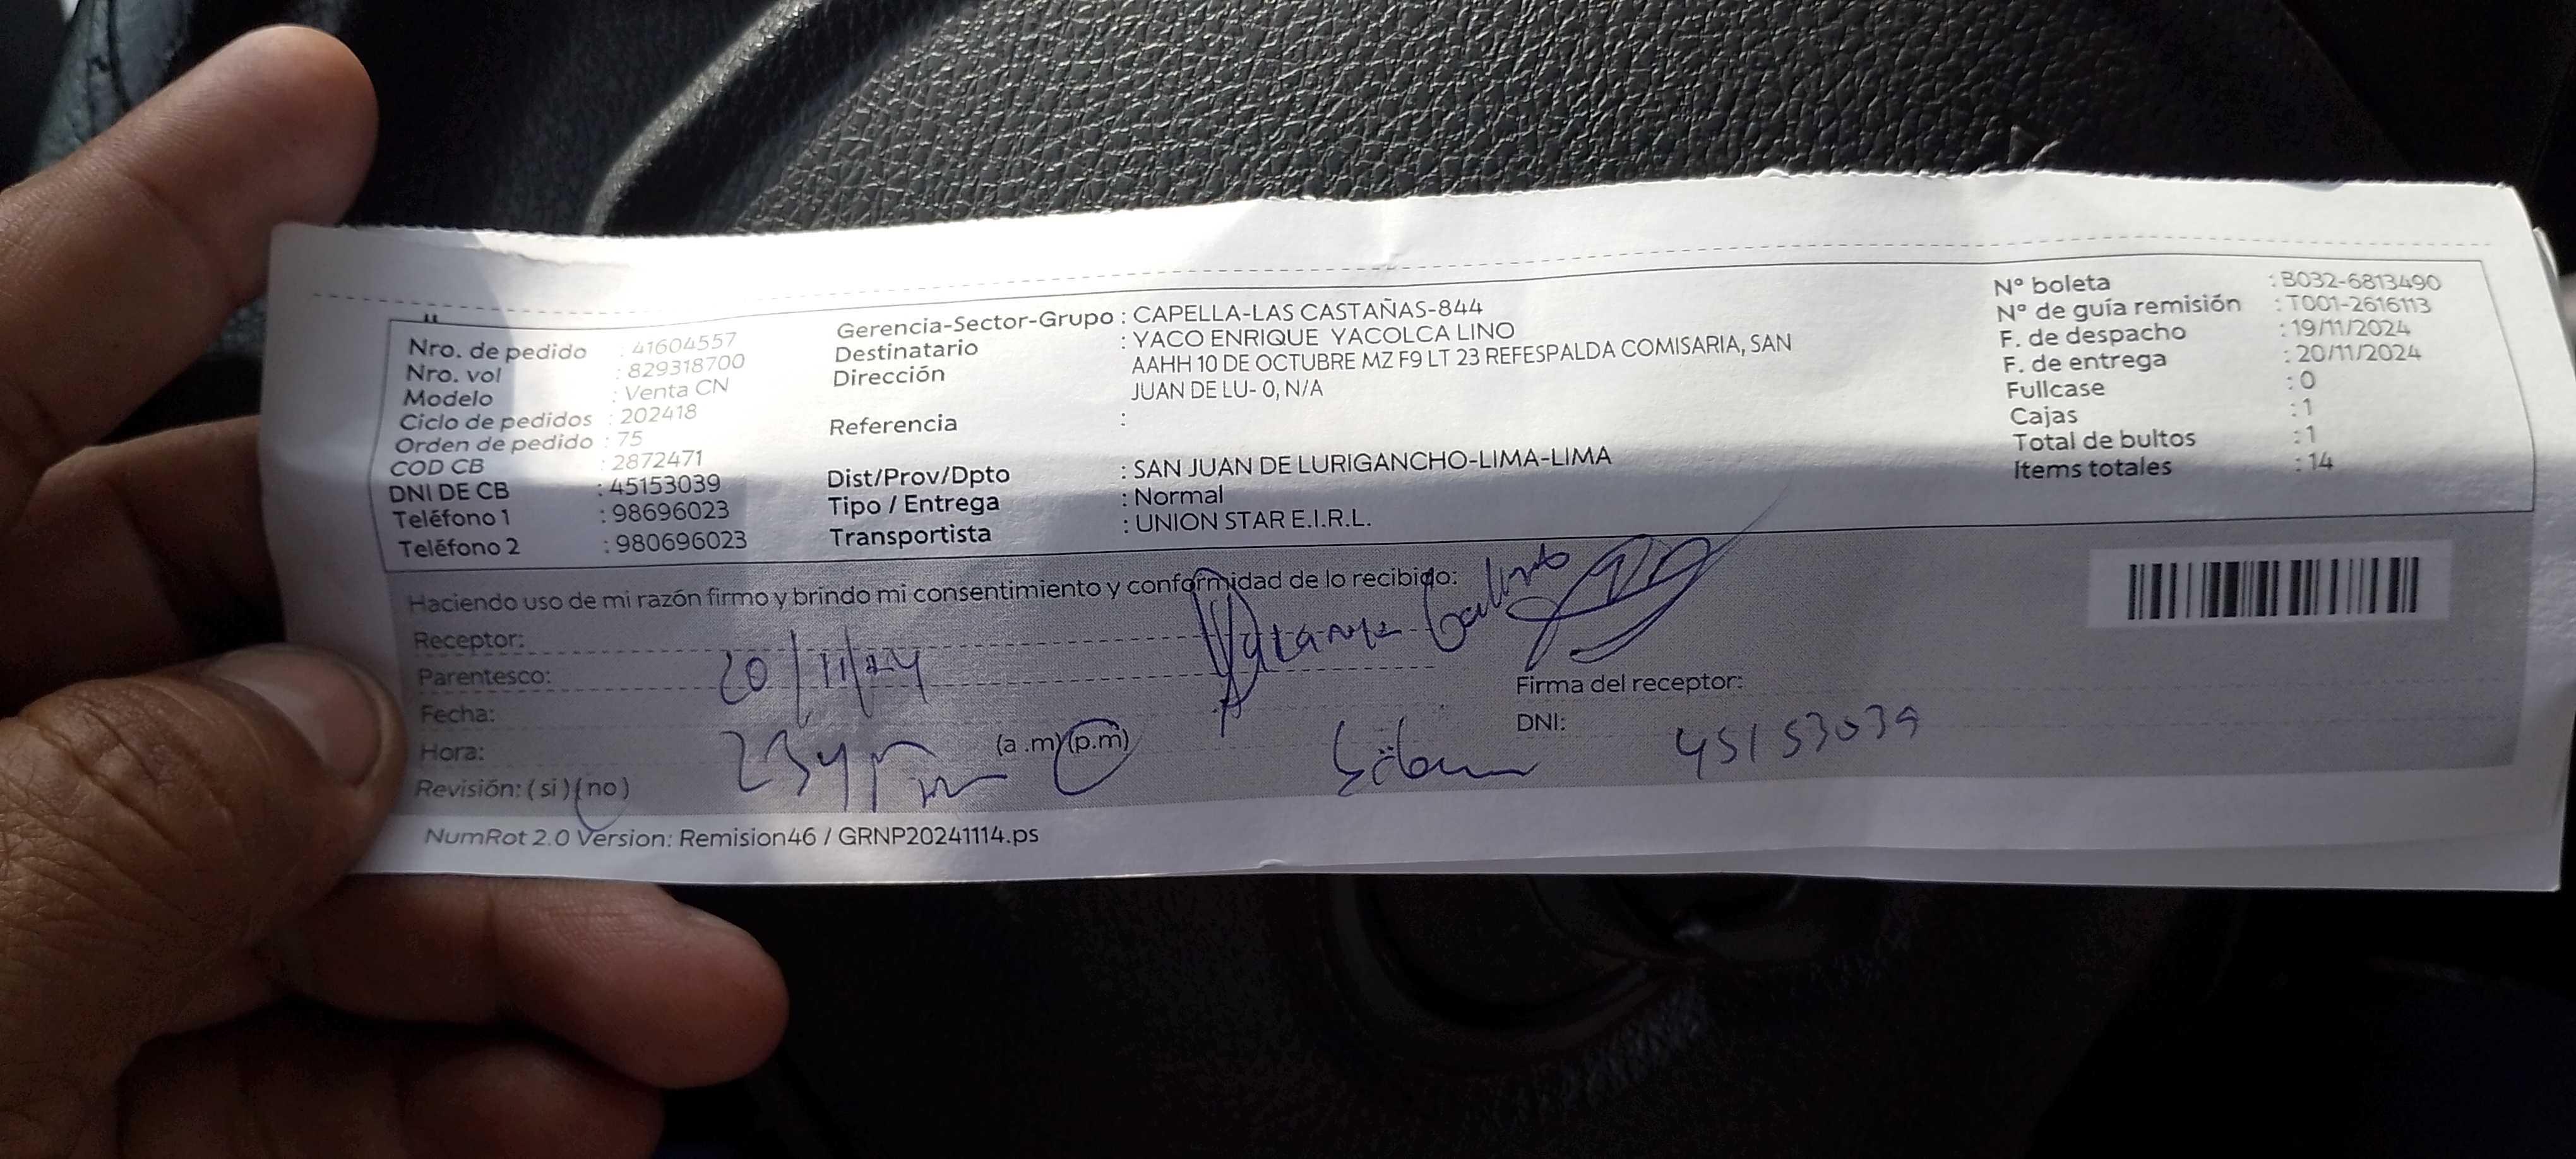 Nro. de pedido : 41604557
Nro. vol : 829318700
Modelo : Venta CN
Ciclo de pedidos : 202418
Orden de pedido : 75
COD CB : 2872471
DNI DE CB : 45153039
Teléfono 1 : 98696023
Teléfono 2 : 980696023
Gerencia-Sector-Grupo : CAPELLA-LAS CASTAÑAS-844
Destinatario : YACO ENRIQUE YACOLCA LINO
Dirección AAHH 10 DE OCTUBRE MZ F9 LT 23 REFESPALDA COMISARIA, SAN
JUAN DE LU- 0, N/A
Referencia :
Dist/Prov/Dpto : SAN JUAN DE LURIGANCHO-LIMA-LIMA
Tipo / Entrega : Normal
Transportista : UNION STAR E.I.R.L.
N° boleta : B032-6813490
N° de guía remisión : T001-2616113
F. de despacho : 19/11/2024
F. de entrega : 20/11/2024
Fullcase : 0
Cajas : 1
Total de bultos : 1
Items totales : 14
Haciendo uso de mi razón firmo y brindo mi consentimiento y conformidad de lo recibido:
Receptor:
Parentesco:
Fecha: 20/11/24
Hora: (a .m) (p.m)
Revisión: ( si ) ( no )
Firma del receptor:
DNI: 45153039
NumRot 2.0 Version: Remision46 / GRNP20241114.ps